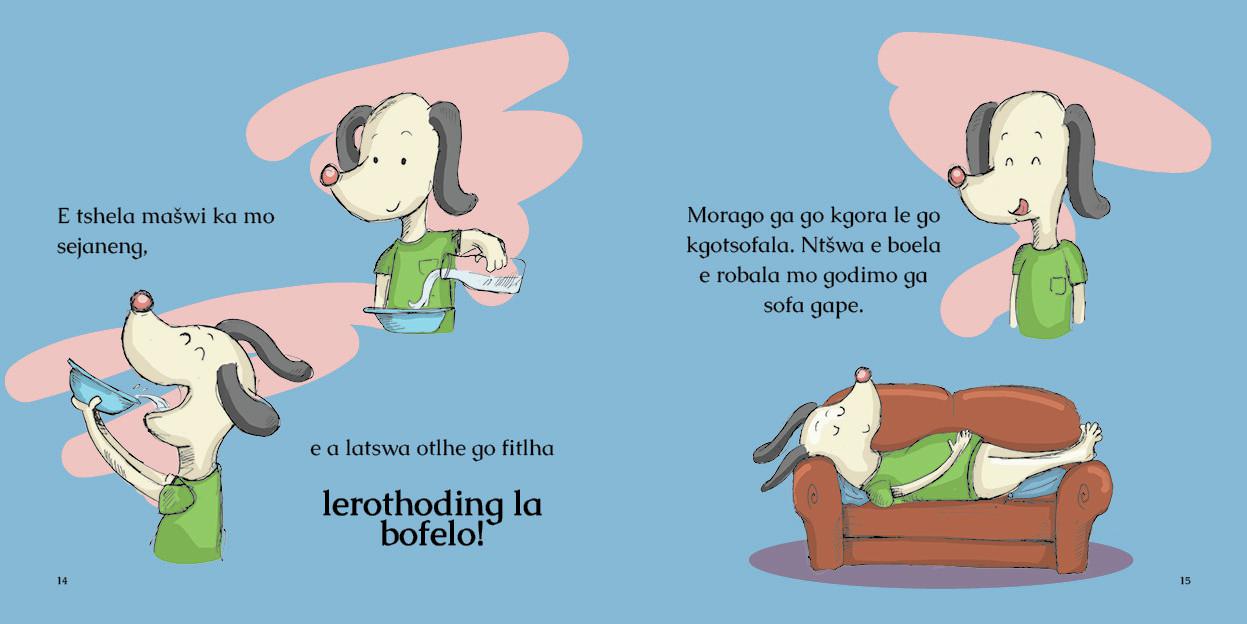 E tshela mašwi ka mo
sejaneng,
e a latswa otlhe go fitlha
lerothoding la
bofelo!
14
Morago ga go kgora le go
kgotsofala. Ntšwa e boela
e robala mo godimo ga
sofa gape.
15